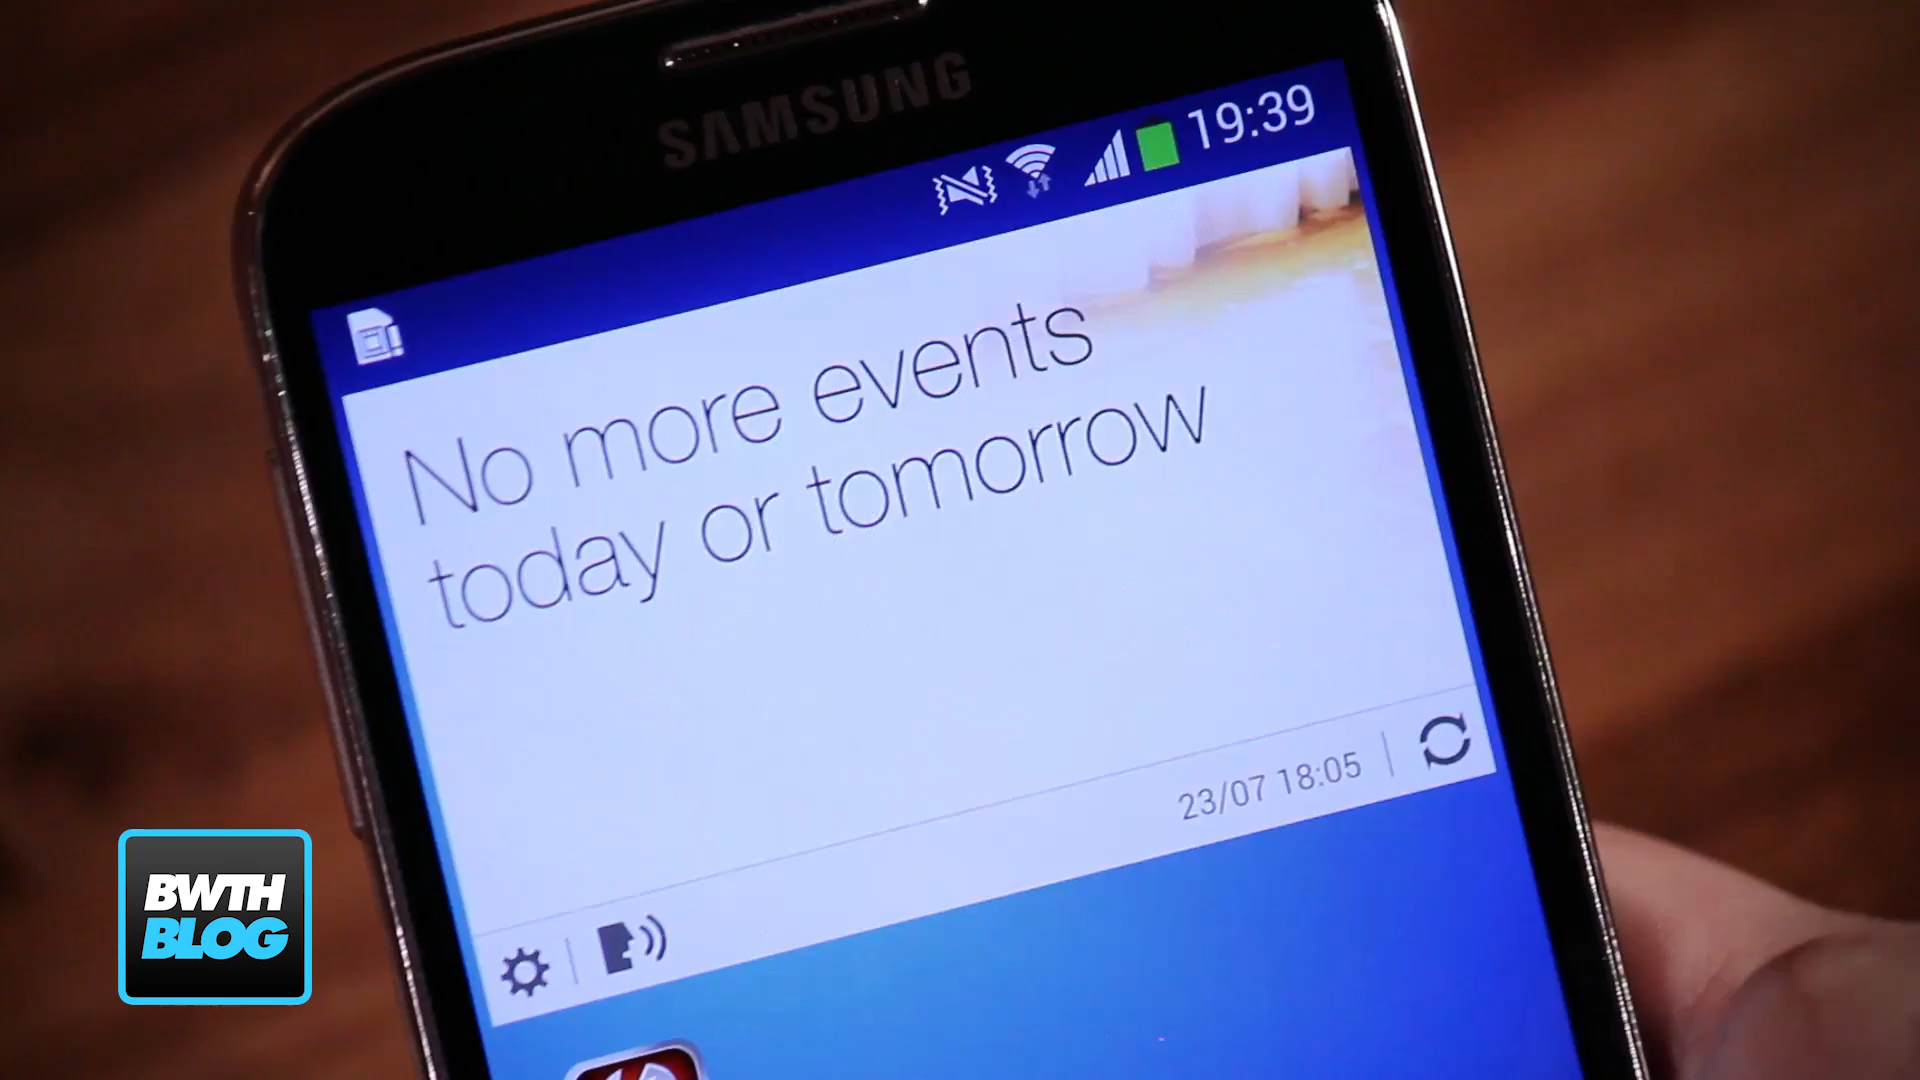 SAMSUNG
19:39
No more events
today or tomorrow
23/07 18:05
BWTH
BLOG